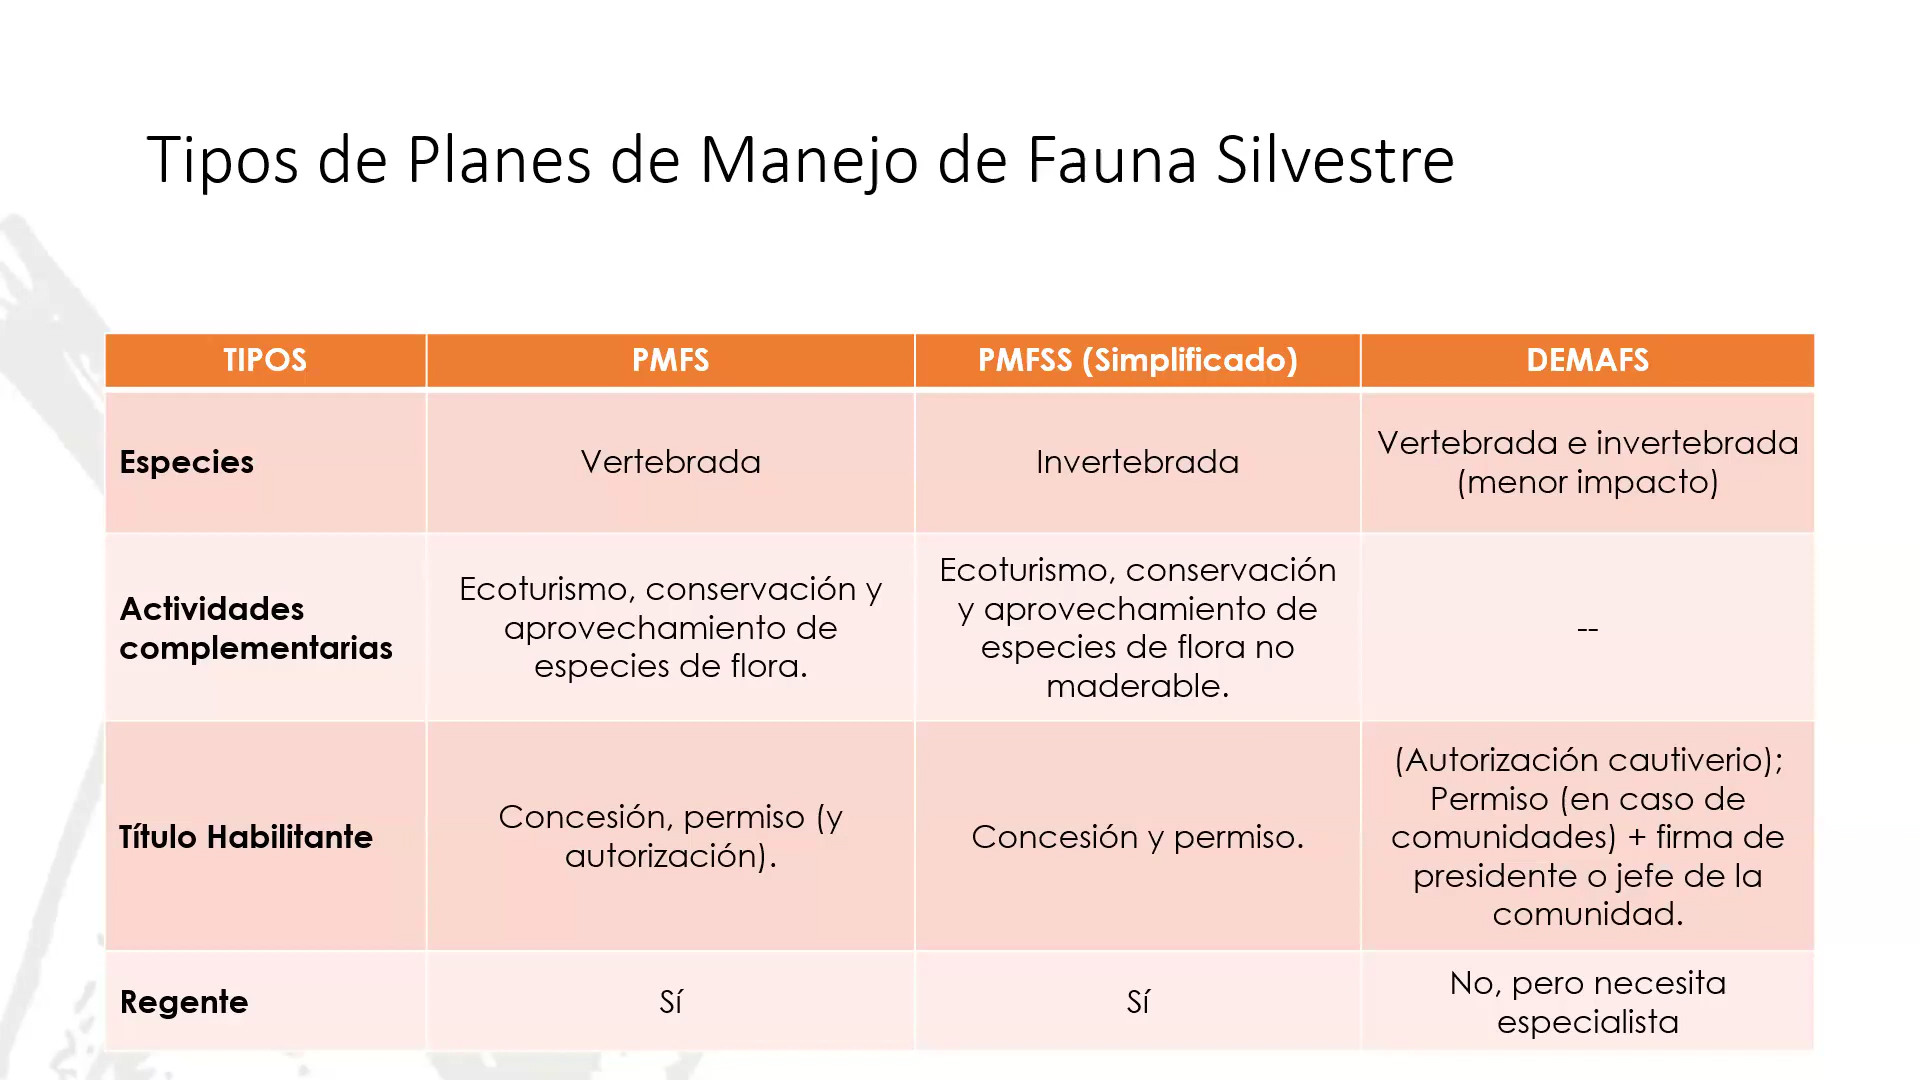 Tipos de Planes de Manejo de Fauna Silvestre
TIPOS
PMFS
PMFSS (Simplificado)
DEMAFS
Especies
Vertebrada
Invertebrada
Vertebrada e invertebrada
(menor impacto)
Actividades
complementarias
Ecoturismo, conservación y
aprovechamiento de
especies de flora.
Ecoturismo, conservación
y aprovechamiento de
especies de flora no
maderable.
--
Título Habilitante
Concesión, permiso (y
autorización).
Concesión y permiso.
(Autorización cautiverio);
Permiso (en caso de
comunidades) + firma de
presidente o jefe de la
comunidad.
Regente
Sí
Sí
No, pero necesita
especialista